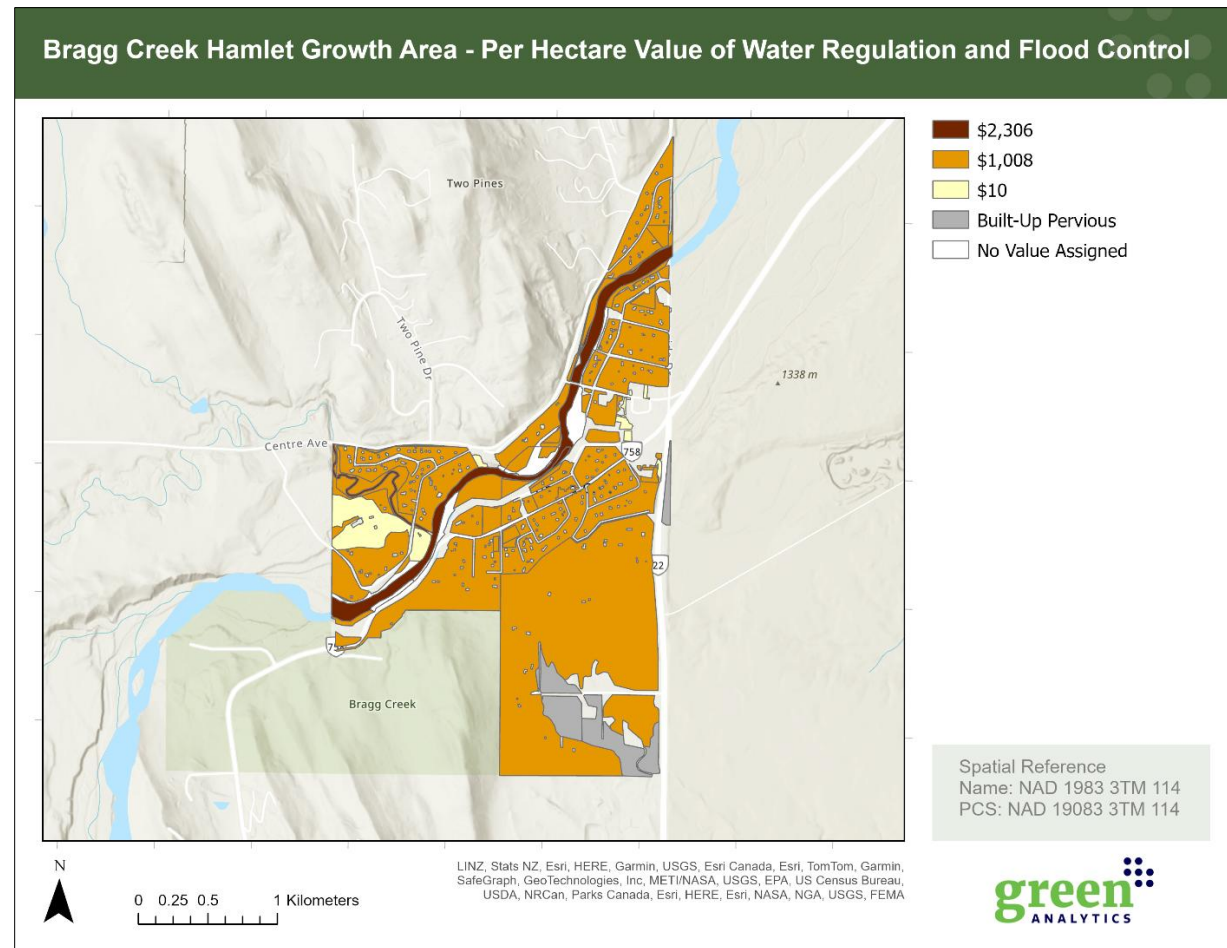 Bragg Creek Hamlet Growth Area - Per Hectare Value of Water Regulation and Flood Control
$2,306
$1,008
$10
Built-Up Pervious
No Value Assigned
Two Pines
Two Pine Dr
1338 m
Centre Ave
758
22
75
Bragg Creek
Spatial Reference
Name: NAD 1983 3TM 114
PCS: NAD 19083 3TM 114
N
0 0.25 0.5 1 Kilometers
LINZ, Stats NZ, Esri, HERE, Garmin, USGS, Esri Canada, Esri, TomTom, Garmin,
SafeGraph, GeoTechnologies, Inc, METI/NASA, USGS, EPA, US Census Bureau,
USDA, NRCan, Parks Canada, Esri, HERE, Esri, NASA, NGA, USGS, FEMA
green
ANALYTICS